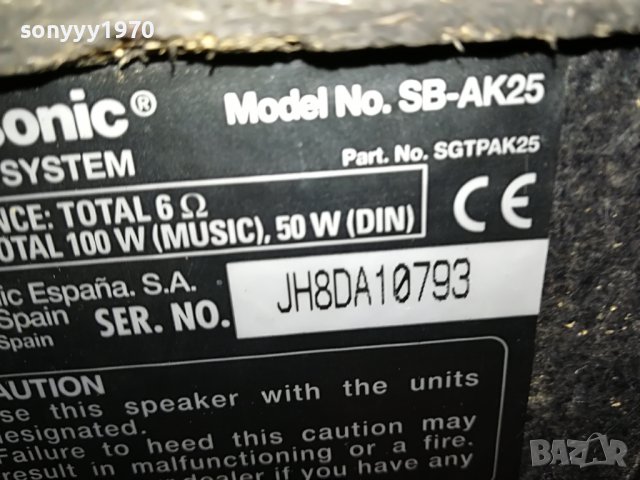 sonyyy1970
sonic® Model No. SB-AK25
SYSTEM Part. No. SGTPAK25
NCE: TOTAL 6 Ω
OTAL 100 W (MUSIC), 50 W (DIN) CE
ic España. S.A.
Spain SER. NO. JH8DA10793
Spain
AUTION
se this speaker with the units
esignated.
Failure to heed this caution may
result in malfunctioning or a fire.
dealer if you have any
BAZAR